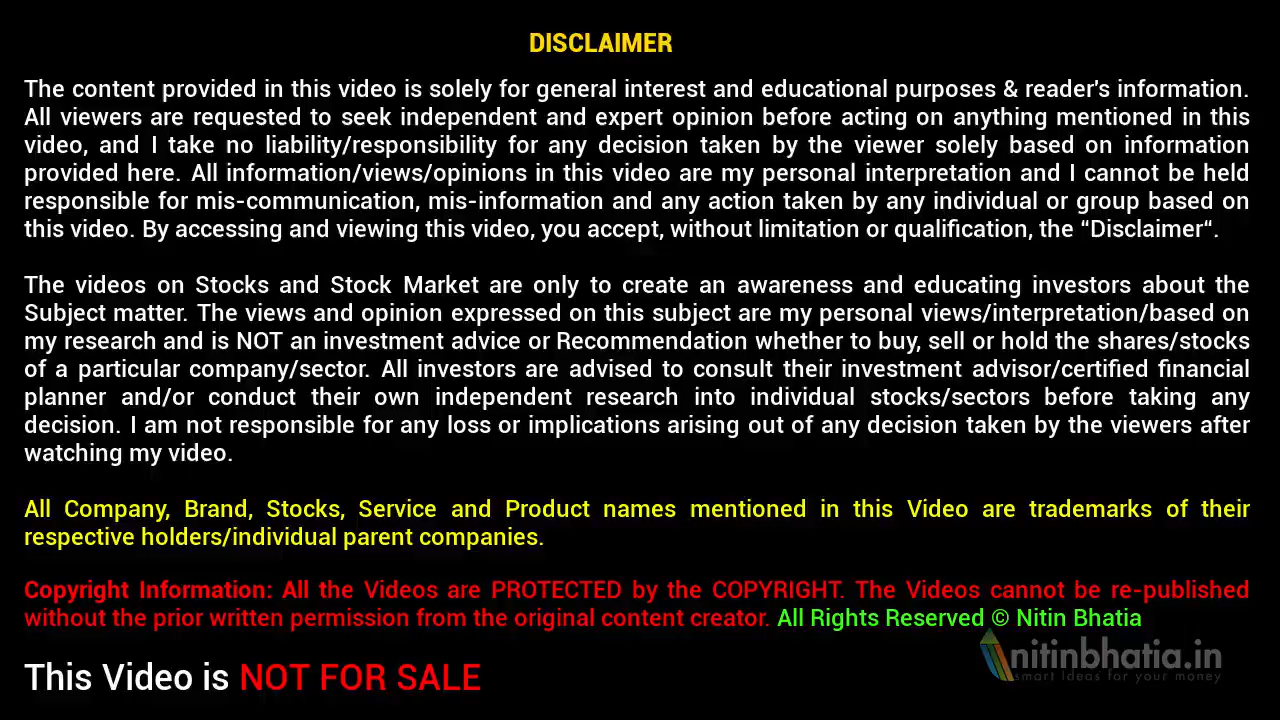 DISCLAIMER
The content provided in this video is solely for general interest and educational purposes & reader's information.
All viewers are requested to seek independent and expert opinion before acting on anything mentioned in this
video, and I take no liability/responsibility for any decision taken by the viewer solely based on information
provided here. All information/views/opinions in this video are my personal interpretation and I cannot be held
responsible for mis-communication, mis-information and any action taken by any individual or group based on
this video. By accessing and viewing this video, you accept, without limitation or qualification, the “Disclaimer“.
The videos on Stocks and Stock Market are only to create an awareness and educating investors about the
Subject matter. The views and opinion expressed on this subject are my personal views/interpretation/based on
my research and is NOT an investment advice or Recommendation whether to buy, sell or hold the shares/stocks
of a particular company/sector. All investors are advised to consult their investment advisor/certified financial
planner and/or conduct their own independent research into individual stocks/sectors before taking any
decision. I am not responsible for any loss or implications arising out of any decision taken by the viewers after
watching my video.
All Company, Brand, Stocks, Service and Product names mentioned in this Video are trademarks of their
respective holders/individual parent companies.
Copyright Information: All the Videos are PROTECTED by the COPYRIGHT. The Videos cannot be re-published
without the prior written permission from the original content creator. All Rights Reserved © Nitin Bhatia
This Video is NOT FOR SALE
nitinbhatia.in
smart ideas for your money